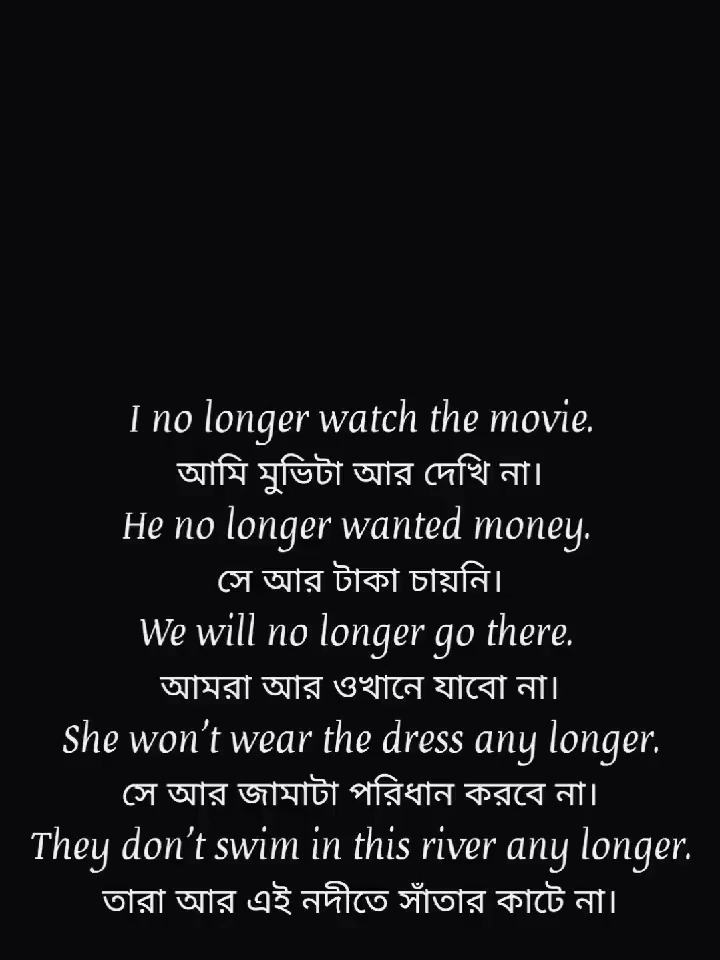 I no longer watch the movie.
আমি মুভিটা আর দেখি না।
He no longer wanted money.
সে আর টাকা চায়নি।
We will no longer go there.
আমরা আর ওখানে যাবো না।
She won't wear the dress any longer.
সে আর জামাটা পরিধান করবে না।
They don't swim in this river any longer.
তারা আর এই নদীতে সাঁতার কাটে না।